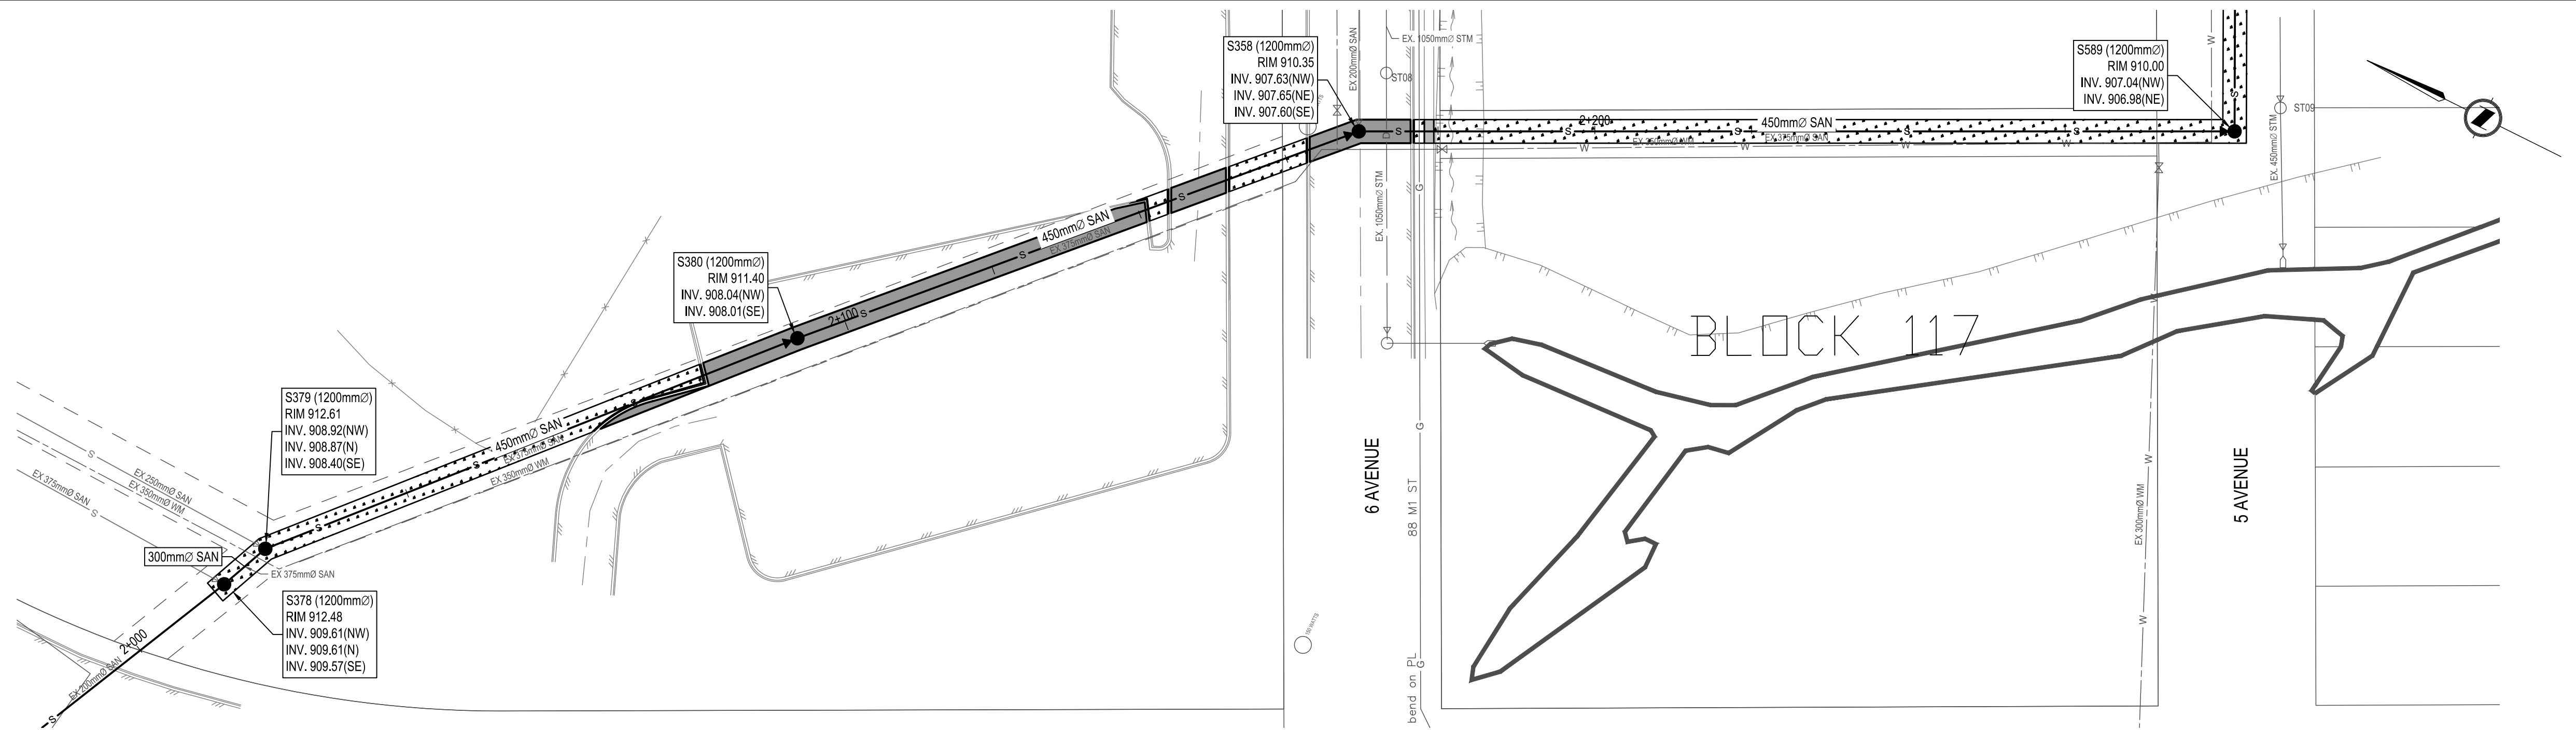 S358 (1200mmØ)
RIM 910.35
INV. 907.63(NW)
INV. 907.65(NE)
INV. 907.60(SE)
EX 200mmØ SAN
EX. 1050mmØ STM
ST08
S589 (1200mmØ)
RIM 910.00
INV. 907.04(NW)
INV. 906.98(NE)
W
S
ST09
EX. 450mmØ STM
2+200
450mmØ SAN
S
S
S
S
S
EX 375mmØ SAN
W
W
W
W
G
EX. 1050mmØ STM
S
450mmØ SAN
EX 375mmØ SAN
S
S380 (1200mmØ)
RIM 911.40
INV. 908.04(NW)
INV. 908.01(SE)
2+100
S
BLOCK 117
W
S379 (1200mmØ)
RIM 912.61
INV. 908.92(NW)
INV. 908.87(N)
INV. 908.40(SE)
450mmØ SAN
EX 375mmØ SAN
S
S
EX 350mmØ WM
S
EX 250mmØ SAN
EX 350mmØ WM
EX 375mmØ SAN
S
S
300mmØ SAN
EX 375mmØ SAN
S378 (1200mmØ)
RIM 912.48
INV. 909.61(NW)
INV. 909.61(N)
INV. 909.57(SE)
2+000
EX 200mmØ SAN
S
6 AVENUE
G
88 M1 ST
bend on PL
G
W
EX 300mmØ WM
W
5 AVENUE